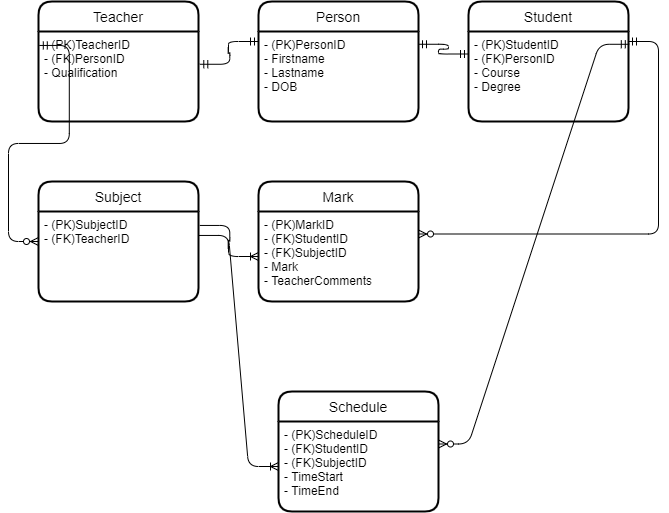 Teacher
- (PK)TeacherID
- (FK)PersonID
- Qualification
Person
- (PK)PersonID
- Firstname
- Lastname
- DOB
Student
- (PK)StudentID
- (FK)PersonID
- Course
- Degree
Subject
- (PK)SubjectID
- (FK)TeacherID
Mark
- (PK)MarkID
- (FK)StudentID
- (FK)SubjectID
- Mark
- TeacherComments
Schedule
- (PK)ScheduleID
- (FK)StudentID
- (FK)SubjectID
- TimeStart
- TimeEnd